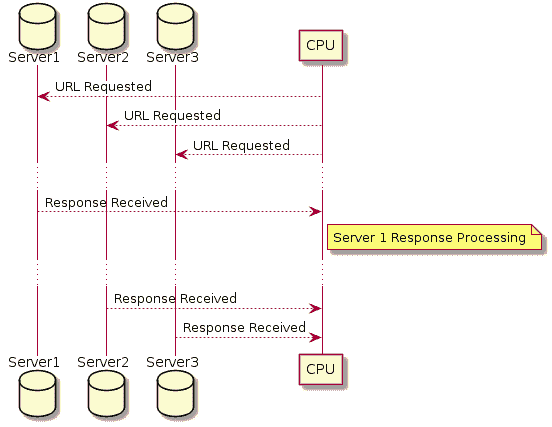 Server1 Server2 Server3 CPU
URL Requested
URL Requested
URL Requested
Response Received
Server 1 Response Processing
Response Received
Response Received
Server1 Server2 Server3 CPU